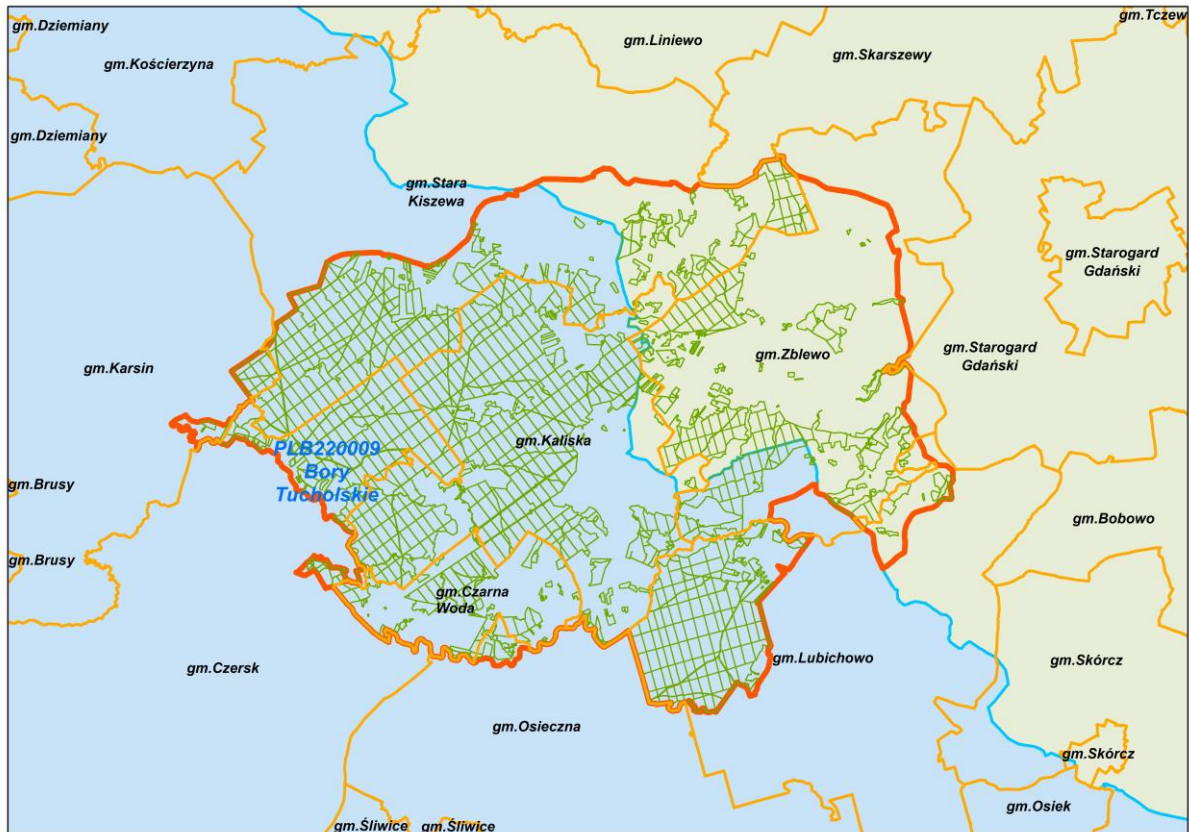 gm.Dziemiany
gm.Tczew
gm.Liniewo
gm.Skarszewy
gm.Kościerzyna
gm.Dziemiany
gm.Stara
Kiszewa
gm.Starogard
Gdański
gm.Karsin
gm.Zblewo
gm.Starogard
Gdański
gm.Kaliska
PLB220009
Bory
Tucholskie
gm.Brusy
gm.Bobowo
gm.Brusy
gm.Czarna
Woda
gm.Czersk
gm.Lubichowo
gm.Skórcz
gm.Osieczna
gm.Skórcz
gm.Osiek
gm.Śliwice
gm.Śliwice